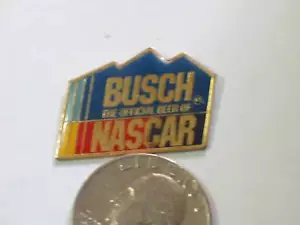 BUSCH®
THE OFFICIAL BEER OF
NASCAR